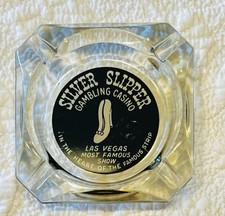 SILVER SLIPPER
GAMBLING CASINO
LAS VEGAS
MOST FAMOUS
SHOW
IN THE HEART OF THE FAMOUS STRIP